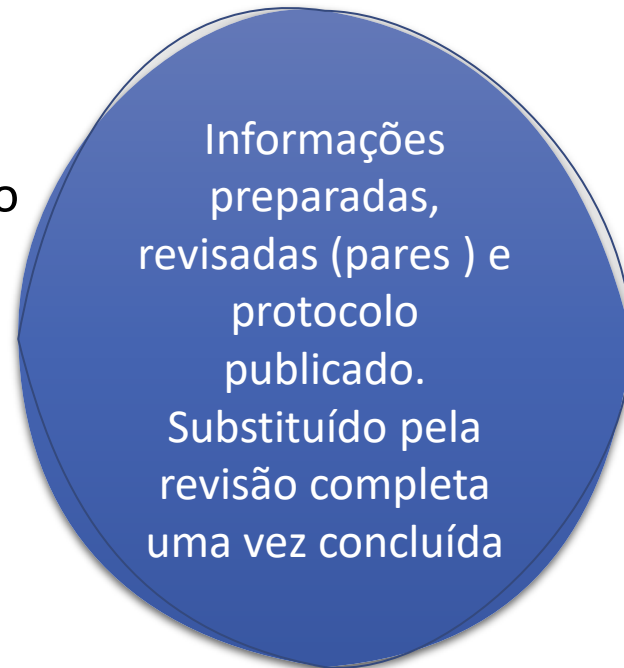 o
Informações
preparadas,
revisadas (pares ) e
protocolo
publicado.
Substituído pela
revisão completa
uma vez concluída